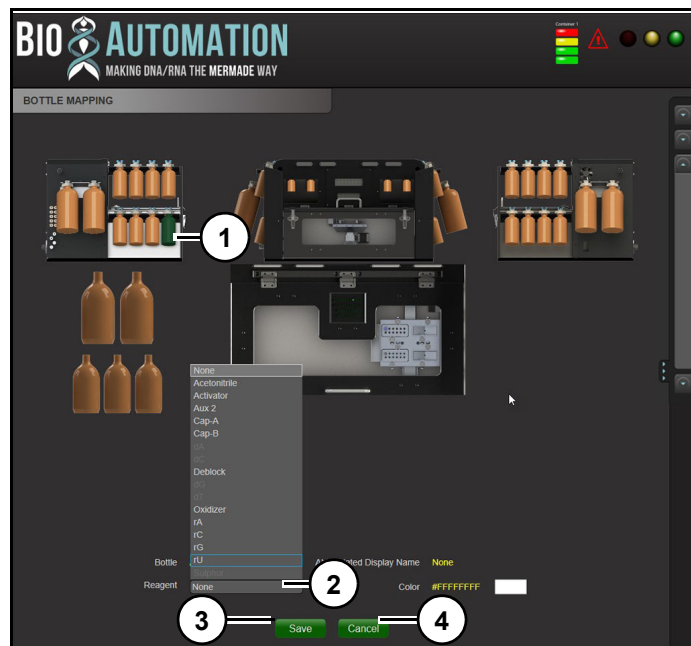 BIO AUTOMATION
MAKING DNA/RNA THE MERMADE WAY
Container 1
BOTTLE MAPPING
1
None
Acetonitrile
Activator
Aux 2
Cap-A
Cap-B
dA
dC
Deblock
dG
dT
Oxidizer
rA
rC
rG
rU
Sulphur
Bottle
Display Name None
Reagent None
2
Color #FFFFFFFF
3
Save Cancel
4